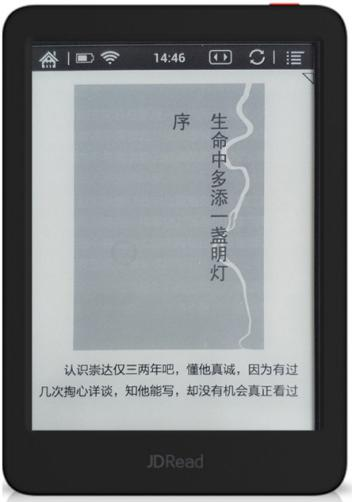 14:46
序
生命中多添一盏明灯
认识崇达仅三两年吧，懂他真诚，因为有过
几次掏心详谈，知他能写，却没有机会真正看过
JDRead